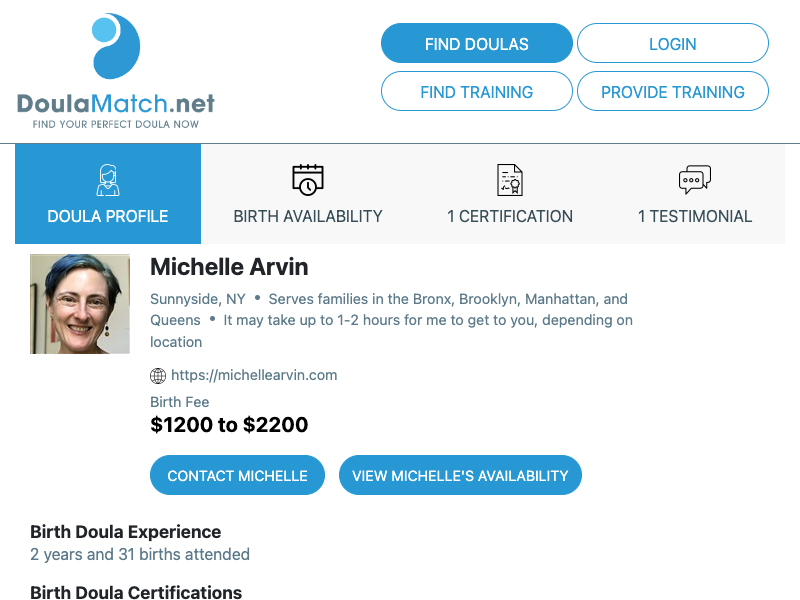 DoulaMatch.net
FIND YOUR PERFECT DOULA NOW
FIND DOULAS
LOGIN
FIND TRAINING
PROVIDE TRAINING
DOULA PROFILE
BIRTH AVAILABILITY
1 CERTIFICATION
1 TESTIMONIAL
Michelle Arvin
Sunnyside, NY • Serves families in the Bronx, Brooklyn, Manhattan, and
Queens • It may take up to 1-2 hours for me to get to you, depending on
location
https://michellearvin.com
Birth Fee
$1200 to $2200
CONTACT MICHELLE
VIEW MICHELLE'S AVAILABILITY
Birth Doula Experience
2 years and 31 births attended
Birth Doula Certifications